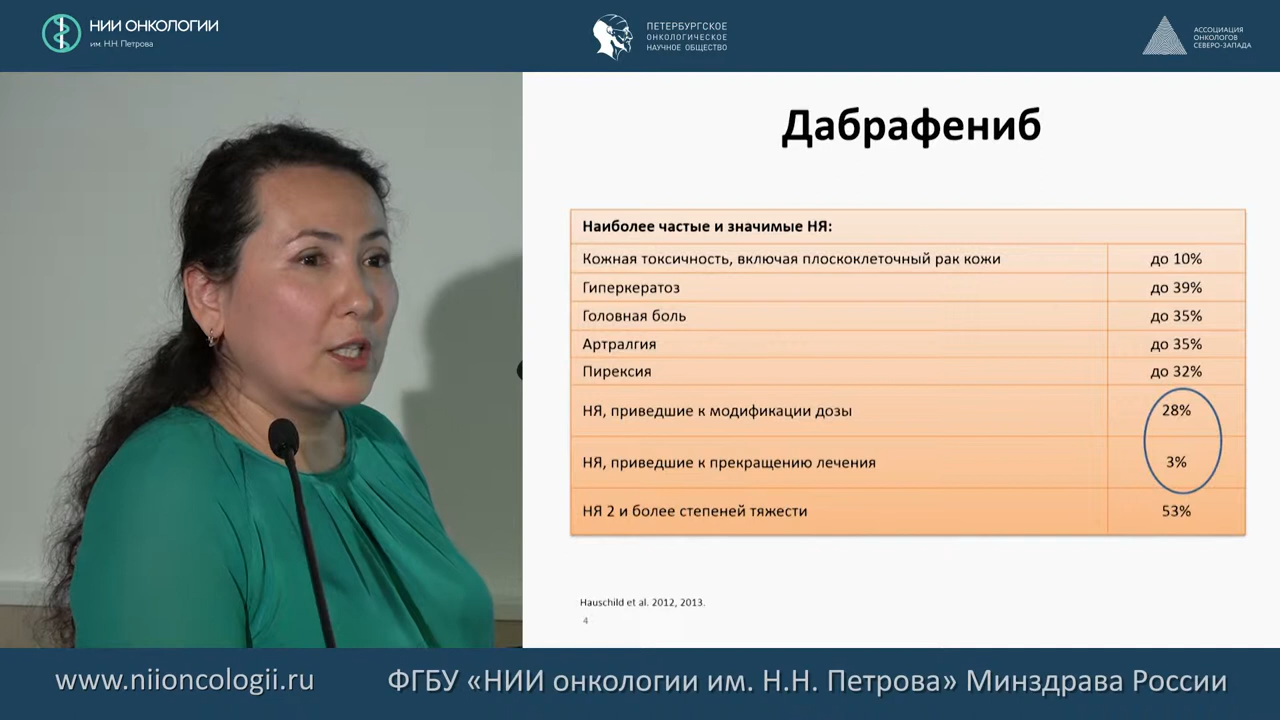 НИИ ОНКОЛОГИИ
им. Н.Н. Петрова
ПЕТЕРБУРГСКОЕ
ОНКОЛОГИЧЕСКОЕ
НАУЧНОЕ ОБЩЕСТВО
АССОЦИАЦИЯ
ОНКОЛОГОВ
СЕВЕРО-ЗАПАДА
Дабрафениб
Наиболее частые и значимые НЯ:
Кожная токсичность, включая плоскоклеточный рак кожи до 10%
Гиперкератоз до 39%
Головная боль до 35%
Артралгия до 35%
Пирексия до 32%
НЯ, приведшие к модификации дозы 28%
НЯ, приведшие к прекращению лечения 3%
НЯ 2 и более степеней тяжести 53%
Hauschild et al. 2012, 2013.
4
www.niioncologii.ru ФГБУ «НИИ онкологии им. Н.Н. Петрова» Минздрава России